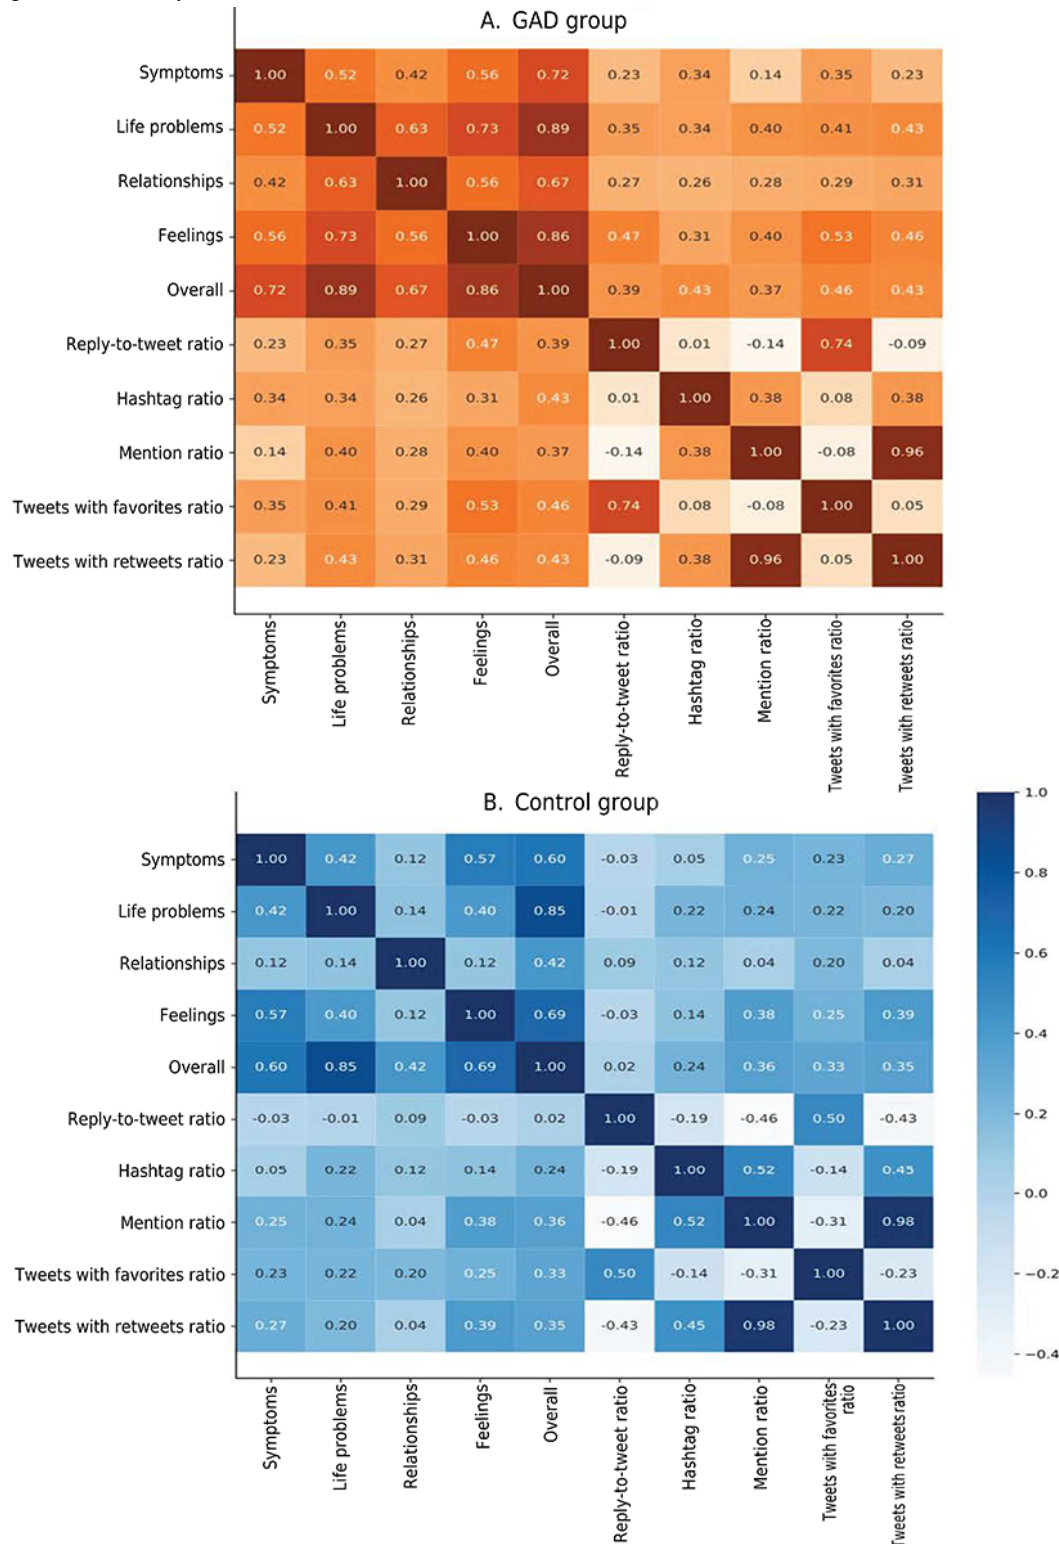 A. GAD group
Symptoms 1.00 0.52 0.42 0.56 0.72 0.23 0.34 0.14 0.35 0.23
Life problems 0.52 1.00 0.63 0.73 0.89 0.35 0.34 0.40 0.41 0.43
Relationships 0.42 0.63 1.00 0.56 0.67 0.27 0.26 0.28 0.29 0.31
Feelings 0.56 0.73 0.56 1.00 0.86 0.47 0.31 0.40 0.53 0.46
Overall 0.72 0.89 0.67 0.86 1.00 0.39 0.43 0.37 0.46 0.43
Reply-to-tweet ratio 0.23 0.35 0.27 0.47 0.39 1.00 0.01 -0.14 0.74 -0.09
Hashtag ratio 0.34 0.34 0.26 0.31 0.43 0.01 1.00 0.38 0.08 0.38
Mention ratio 0.14 0.40 0.28 0.40 0.37 -0.14 0.38 1.00 -0.08 0.96
Tweets with favorites ratio 0.35 0.41 0.29 0.53 0.46 0.74 0.08 -0.08 1.00 0.05
Tweets with retweets ratio 0.23 0.43 0.31 0.46 0.43 -0.09 0.38 0.96 0.05 1.00
Symptoms
Life problems
Relationships
Feelings
Overall
Reply-to-tweet ratio
Hashtag ratio
Mention ratio
Tweets with favorites ratio
Tweets with retweets ratio
B. Control group
Symptoms 1.00 0.42 0.12 0.57 0.60 -0.03 0.05 0.25 0.23 0.27
Life problems 0.42 1.00 0.14 0.40 0.85 -0.01 0.22 0.24 0.22 0.20
Relationships 0.12 0.14 1.00 0.12 0.42 0.09 0.12 0.04 0.20 0.04
Feelings 0.57 0.40 0.12 1.00 0.69 -0.03 0.14 0.38 0.25 0.39
Overall 0.60 0.85 0.42 0.69 1.00 0.02 0.24 0.36 0.33 0.35
Reply-to-tweet ratio -0.03 -0.01 0.09 -0.03 0.02 1.00 -0.19 -0.46 0.50 -0.43
Hashtag ratio 0.05 0.22 0.12 0.14 0.24 -0.19 1.00 0.52 -0.14 0.45
Mention ratio 0.25 0.24 0.04 0.38 0.36 -0.46 0.52 1.00 -0.31 0.98
Tweets with favorites ratio 0.23 0.22 0.20 0.25 0.33 0.50 -0.14 -0.31 1.00 -0.23
Tweets with retweets ratio 0.27 0.20 0.04 0.39 0.35 -0.43 0.45 0.98 -0.23 1.00
Symptoms
Life problems
Relationships
Feelings
Overall
Reply-to-tweet ratio
Hashtag ratio
Mention ratio
Tweets with favorites
ratio
Tweets with retweets ratio
1.0
0.8
0.6
0.4
0.2
0.0
−0.2
−0.4